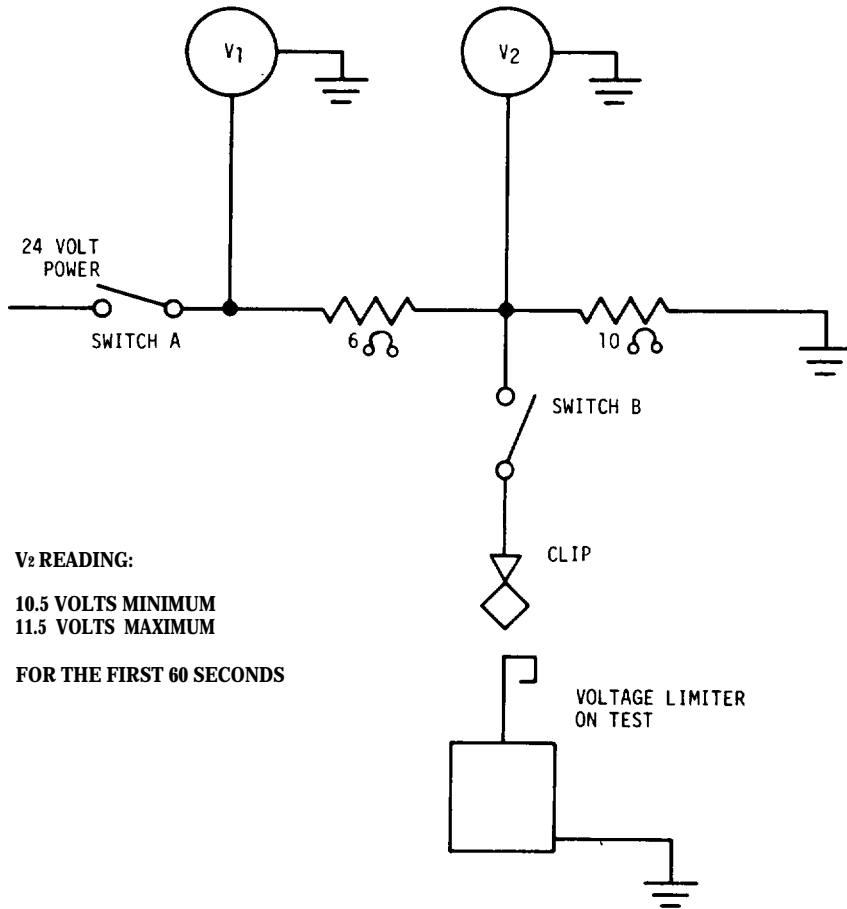 V1
V2
24 VOLT
POWER
SWITCH A
6
10
SWITCH B
CLIP
V2 READING:
10.5 VOLTS MINIMUM
11.5 VOLTS MAXIMUM
FOR THE FIRST 60 SECONDS
VOLTAGE LIMITER
ON TEST